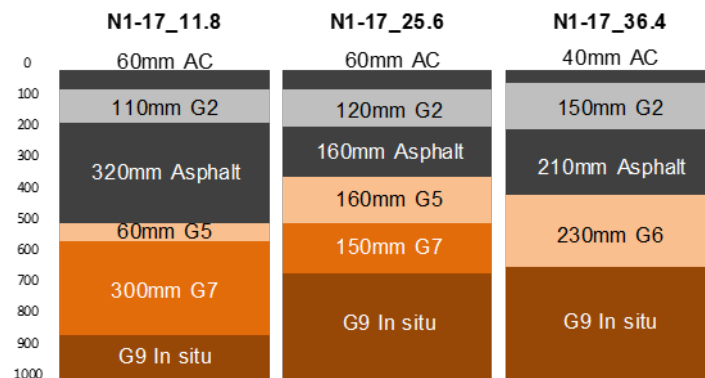 N1-17_11.8 N1-17_25.6 N1-17_36.4
0 60mm AC 60mm AC 40mm AC
100
110mm G2 120mm G2 150mm G2
200
300 160mm Asphalt
320mm Asphalt 210mm Asphalt
400
160mm G5
500
60mm G5 230mm G6
600 150mm G7
700
300mm G7
800
G9 In situ G9 In situ
900
G9 In situ
1000